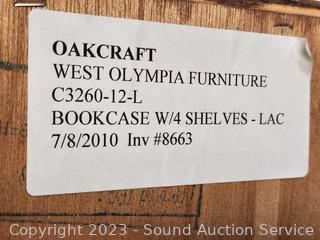 OAKCRAFT
WEST OLYMPIA FURNITURE
C3260-12-L
BOOKCASE W/4 SHELVES - LAC
7/8/2010 Inv #8663
Copyright 2023 - Sound Auction Service